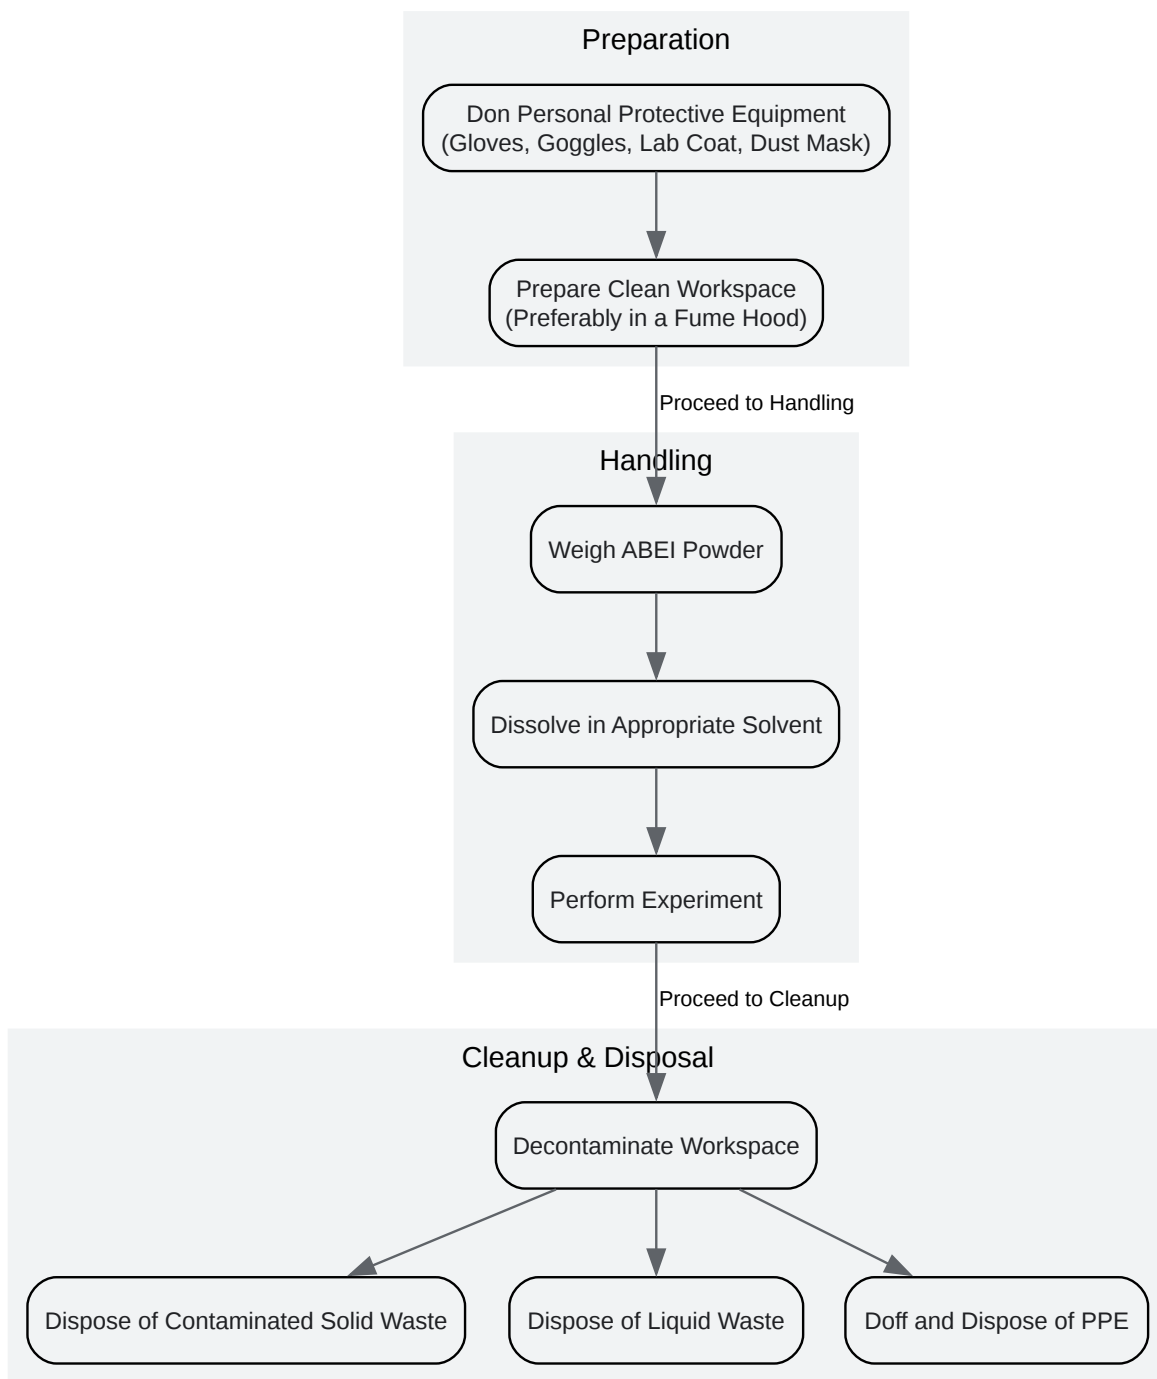 Preparation
Don Personal Protective Equipment
(Gloves, Goggles, Lab Coat, Dust Mask)
Prepare Clean Workspace
(Preferably in a Fume Hood)
Proceed to Handling
Handling
Weigh ABEI Powder
Dissolve in Appropriate Solvent
Perform Experiment
Proceed to Cleanup
Cleanup & Disposal
Decontaminate Workspace
Dispose of Contaminated Solid Waste
Dispose of Liquid Waste
Doff and Dispose of PPE